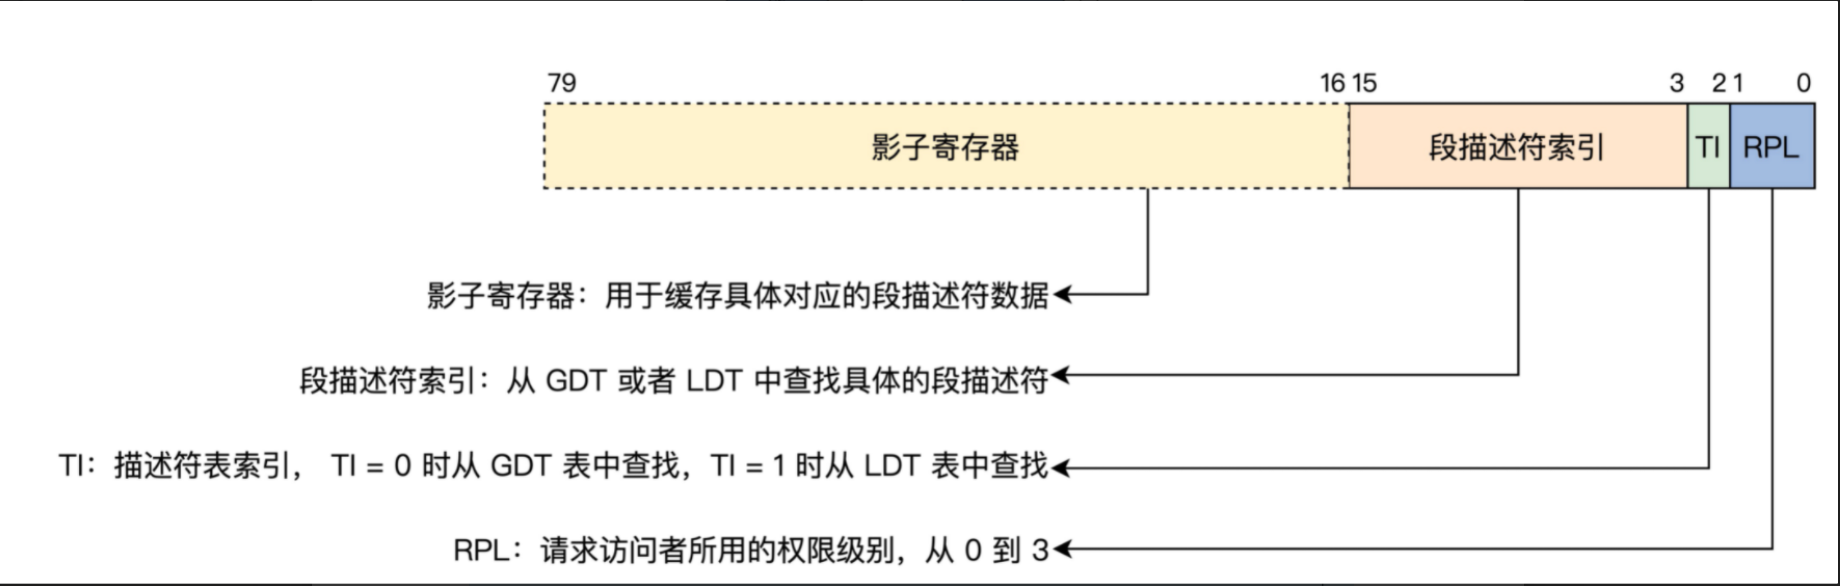 79 16 15 3 2 1 0
影子寄存器 段描述符索引 TI RPL
影子寄存器：用于缓存具体对应的段描述符数据
段描述符索引：从 GDT 或者 LDT 中查找具体的段描述符
TI：描述符表索引， TI = 0 时从 GDT 表中查找，TI = 1 时从 LDT 表中查找
RPL：请求访问者所用的权限级别，从 0 到 3